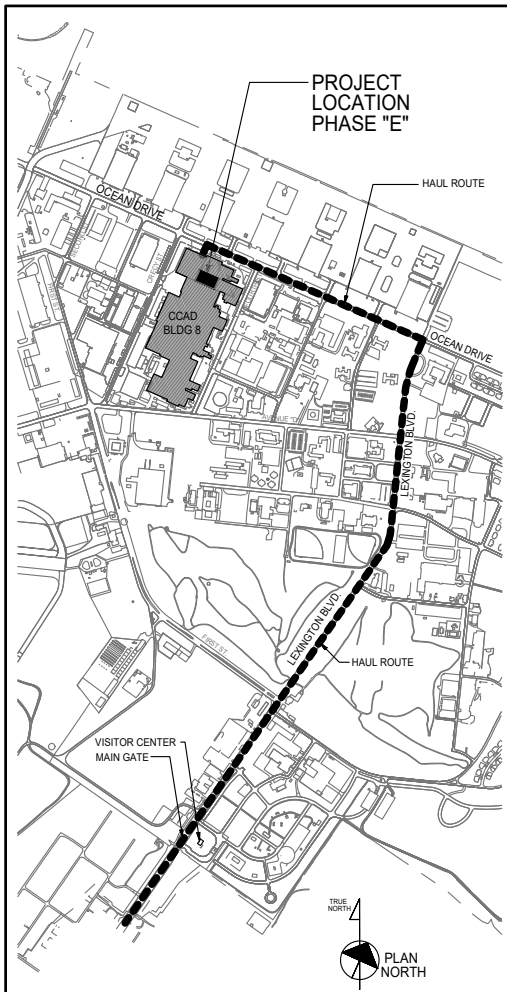 PROJECT
LOCATION
PHASE "E"
HAUL ROUTE
OCEAN DRIVE
CCAD
BLDG 8
OCEAN DRIVE
AVENUE "D"
LEXINGTON BLVD.
LEXINGTON BLVD.
FIRST ST.
HAUL ROUTE
VISITOR CENTER
MAIN GATE
TRUE
NORTH
PLAN
NORTH